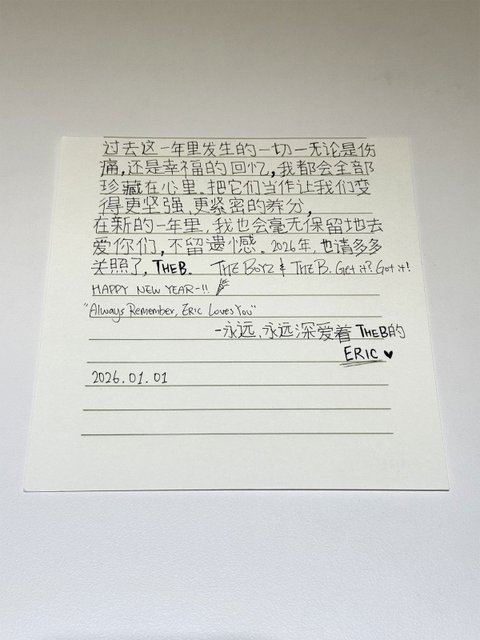 过去这一年里发生的一切—无论是伤
痛,还是幸福的回忆,我都会全部
珍藏在心里.把它们当作让我们变
得更坚强,更紧密的养分,
在新的一年里,我也会毫无保留地去
爱你们,不留遗憾。2026年,也请多多
关照了,THEB. THE BOYZ & THE B. Get it? Got it!
HAPPY NEW YEAR~!!
"Always Remember, Eric Loves You"
-永远,永远深爱着 THEB的
ERIC ♥
2026.01.01